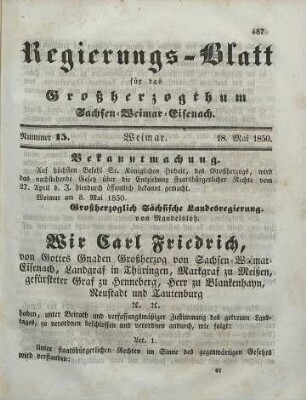 487
Regierungs-Blatt
für das
Großherzogthum
Sachsen-Weimar-Eisenach.
Nummer 15. Weimar. 18. Mai 1850.
Bekanntmachung.
Auf höchsten Befehl Sr. Königlichen Hoheit, des Großherzogs, wird
das nachstehende Gesetz über die Entziehung staatsbürgerlicher Rechte vom
27. April d. J. hierdurch öffentlich bekannt gemacht.
Weimar am 8. Mai 1850.
Großherzoglich Sächsische Landesregierung.
von Mandelsloh.
Wir Carl Friedrich,
von Gottes Gnaden Großherzog von Sachsen-Weimar-
Eisenach, Landgraf in Thüringen, Markgraf zu Meißen,
gefürsteter Graf zu Henneberg, Herr zu Blankenhayn,
Neustadt und Tautenburg
ꝛc. ꝛc.
haben, unter Beirath und verfassungsmäßiger Zustimmung des getreuen Land-
tages, zu verordnen beschlossen und verordnen andurch, wie folgt:
Art. 1.
Unter staatsbürgerlichen Rechten im Sinne des gegenwärtigen Gesetzes
wird verstanden: